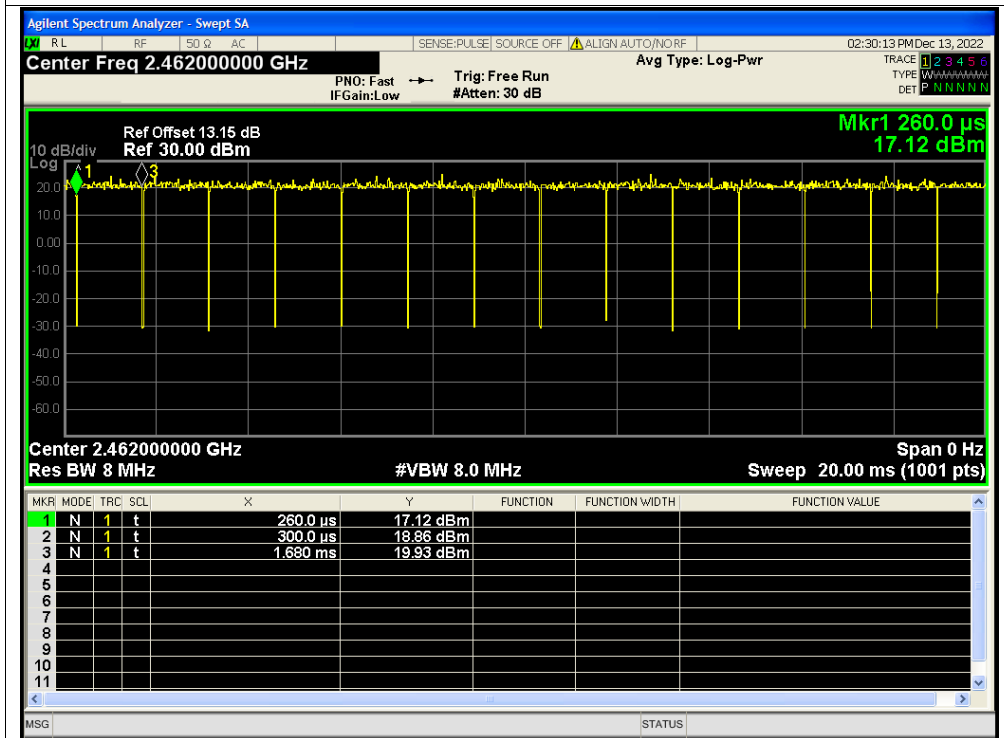 Agilent Spectrum Analyzer - Swept SA
LXI RL RF 50 Ω AC SENSE:PULSE SOURCE OFF ALIGN AUTO/NO RF 02:30:13 PM Dec 13, 2022
Center Freq 2.462000000 GHz
PNO: Fast
IFGain:Low
Trig: Free Run
#Atten: 30 dB
Avg Type: Log-Pwr
TRACE 1 2 3 4 5 6
TYPE W
DET P N N N N N
Mkr1 260.0 µs
17.12 dBm
Ref Offset 13.15 dB
10 dB/div Ref 30.00 dBm
Log
1
3
20.0
10.0
0.00
-10.0
-20.0
-30.0
-40.0
-50.0
-60.0
Center 2.462000000 GHz Span 0 Hz
Res BW 8 MHz #VBW 8.0 MHz Sweep 20.00 ms (1001 pts)
MKR MODE TRC SCL X Y FUNCTION FUNCTION WIDTH FUNCTION VALUE
1 N 1 t 260.0 µs 17.12 dBm
2 N 1 t 300.0 µs 18.86 dBm
3 N 1 t 1.680 ms 19.93 dBm
4
5
6
7
8
9
10
11
MSG STATUS